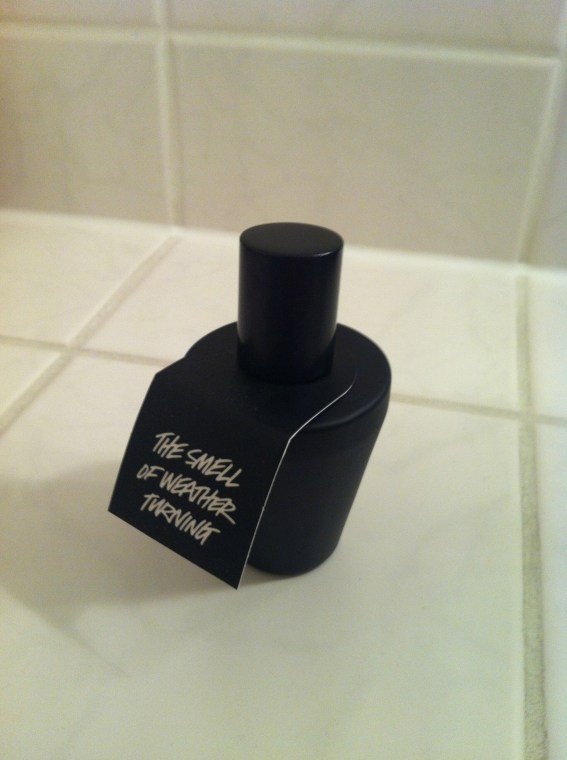 THE SMELL
OF WEATHER
TURNING